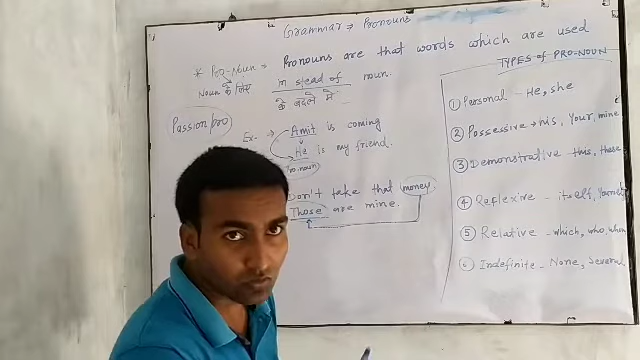 Grammar => Pronouns
* Pro-Noun = Pronouns are that words which are used
Noun के लिए in stead of noun.
के बदले में
Passion pro
Ex- → Amit is coming
He is my friend.
Pro.noun
Don't take that money.
Those are mine.
TYPES of PRO-NOUN
① Personal - He, she
② Possessive → his, Your, mine
③ Demonstrative this, these
④ Reflexive - itself,
⑤ Relative - which, who, whom
⑥ Indefinite - None, Several